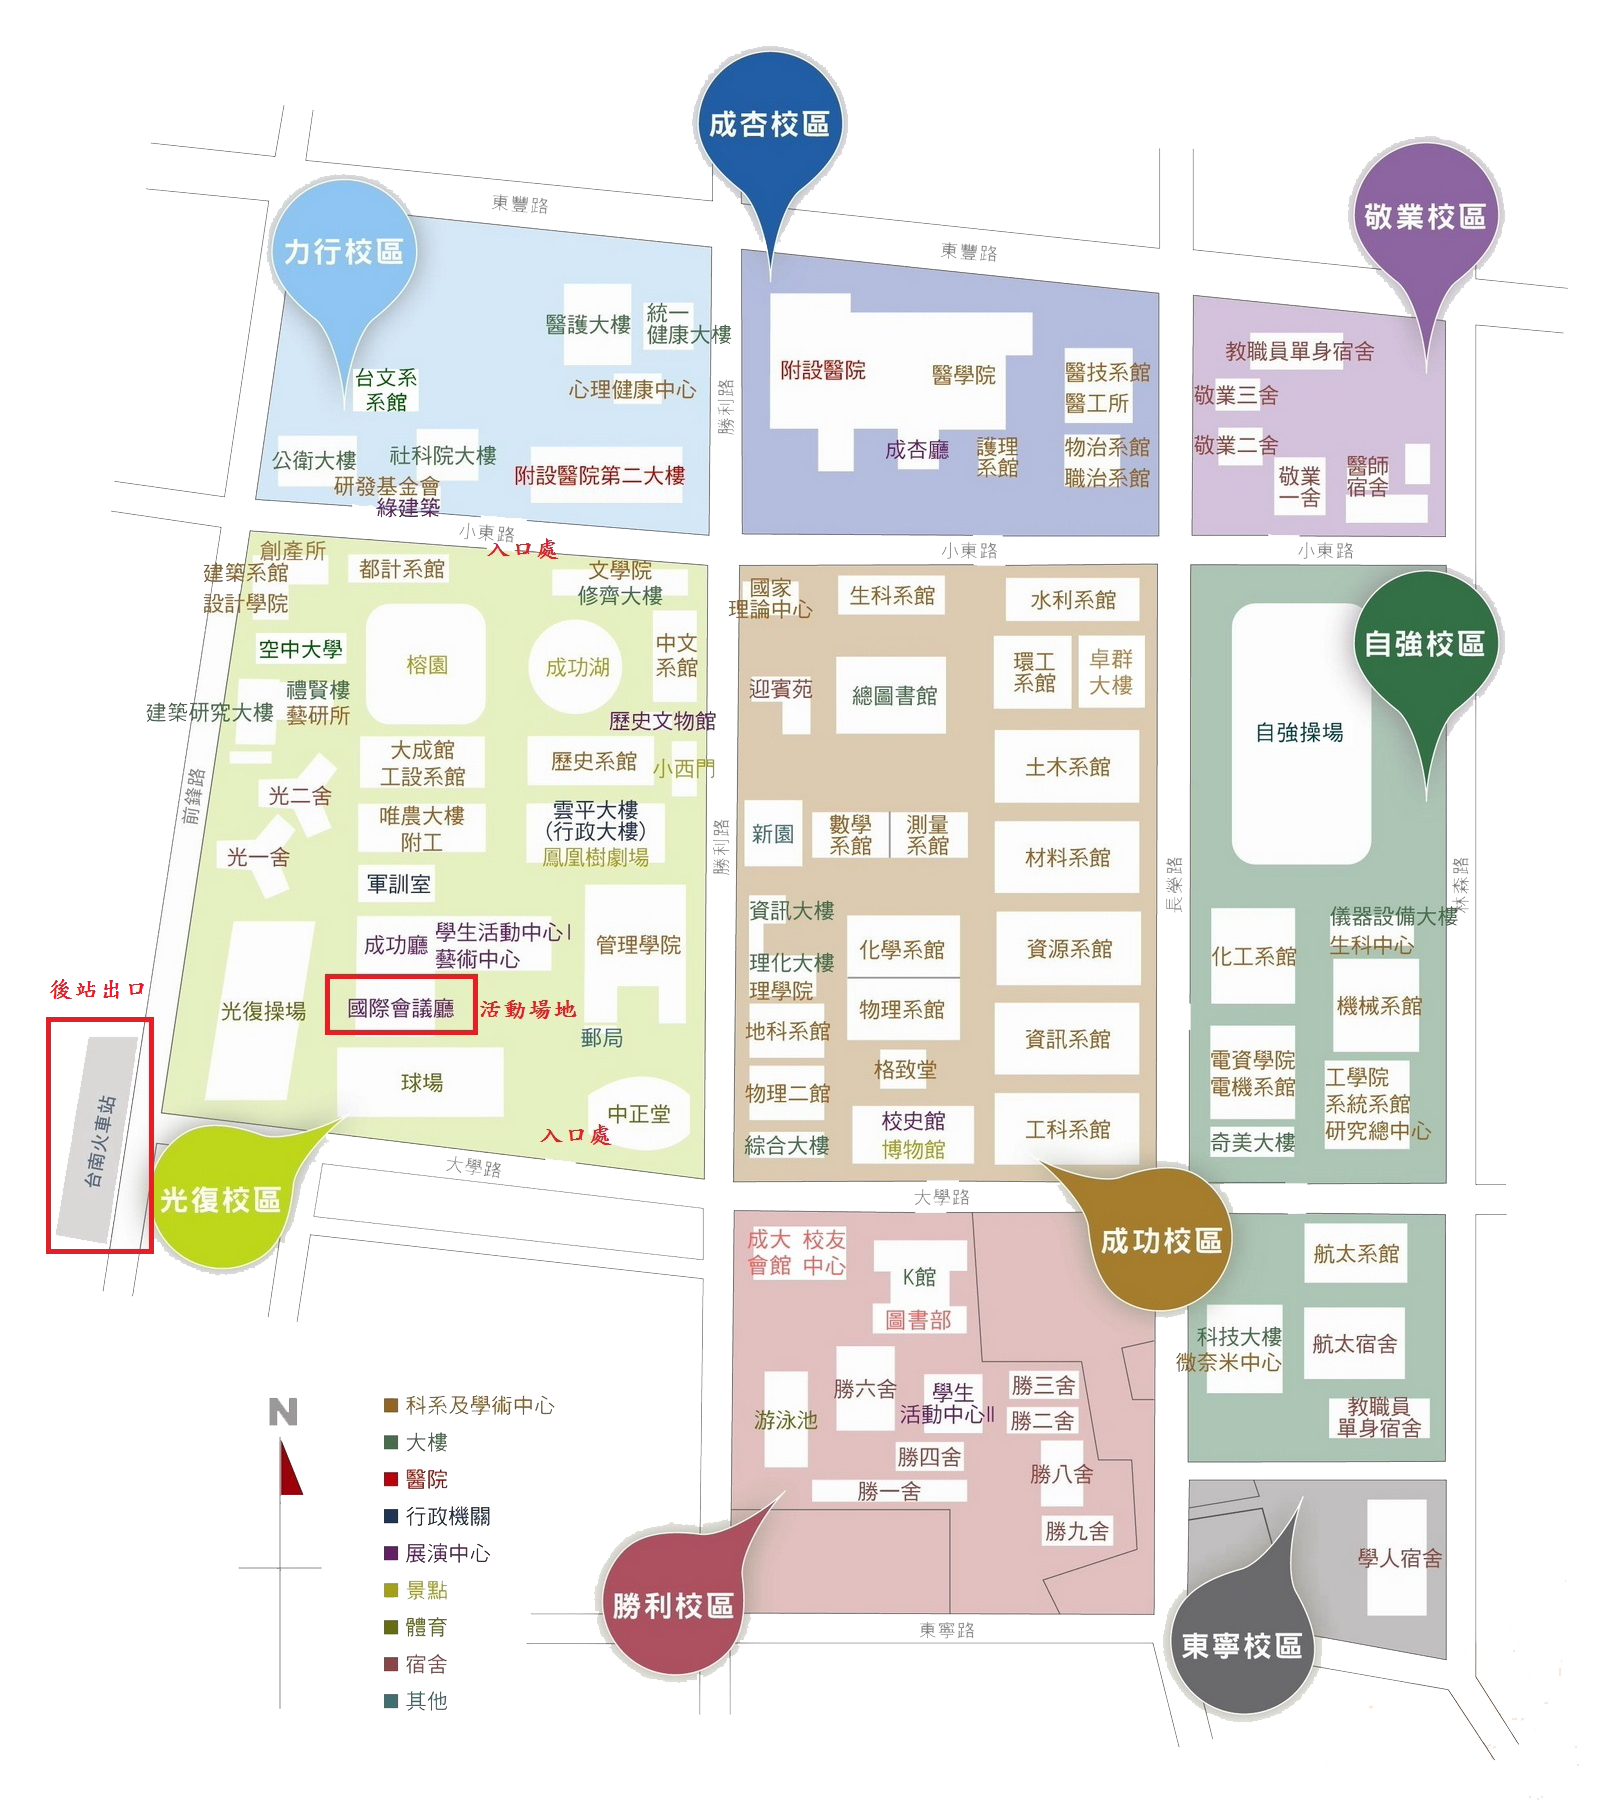 成杏校區
敬業校區
力行校區
東豐路
東豐路
醫護大樓
統一
健康大樓
心理健康中心
台文系
系館
公衛大樓
社科院大樓
研發基金會
綠建築
附設醫院第二大樓
勝利路
附設醫院
醫學院
成杏廳
護理
系館
醫技系館
醫工所
物治系館
職治系館
教職員單身宿舍
敬業三舍
敬業二舍
敬業
一舍
醫師
宿舍
小東路
小東路
小東路
入口處
創產所
建築系館
設計學院
都計系館
文學院
修齊大樓
空中大學
榕園
成功湖
中文
系館
禮賢樓
藝研所
建築研究大樓
歷史文物館
大成館
工設系館
歷史系館
小西門
前鋒路
光二舍
唯農大樓
附工
雲平大樓
(行政大樓)
鳳凰樹劇場
光一舍
軍訓室
成功廳
學生活動中心I
藝術中心
管理學院
勝利路
後站出口
光復操場
國際會議廳
活動場地
郵局
球場
中正堂
入口處
台南火車站
大學路
光復校區
國家
理論中心
生科系館
水利系館
迎賓苑
總圖書館
環工
系館
卓群
大樓
土木系館
新園
數學
系館
測量
系館
材料系館
資訊大樓
理化大樓
理學院
化學系館
資源系館
地科系館
物理系館
資訊系館
格致堂
物理二館
校史館
博物館
綜合大樓
工科系館
長榮路
大學路
成功校區
自強校區
自強操場
林森路
儀器設備大樓
生科中心
化工系館
機械系館
電資學院
電機系館
工學院
系統系館
研究總中心
奇美大樓
航太系館
科技大樓
微奈米中心
航太宿舍
教職員
單身宿舍
成大
會館
校友
中心
K館
圖書部
勝六舍
學生
活動中心II
勝三舍
勝二舍
游泳池
勝四舍
勝一舍
勝八舍
勝九舍
勝利校區
東寧路
學人宿舍
東寧校區
N
科系及學術中心
大樓
醫院
行政機關
展演中心
景點
體育
宿舍
其他